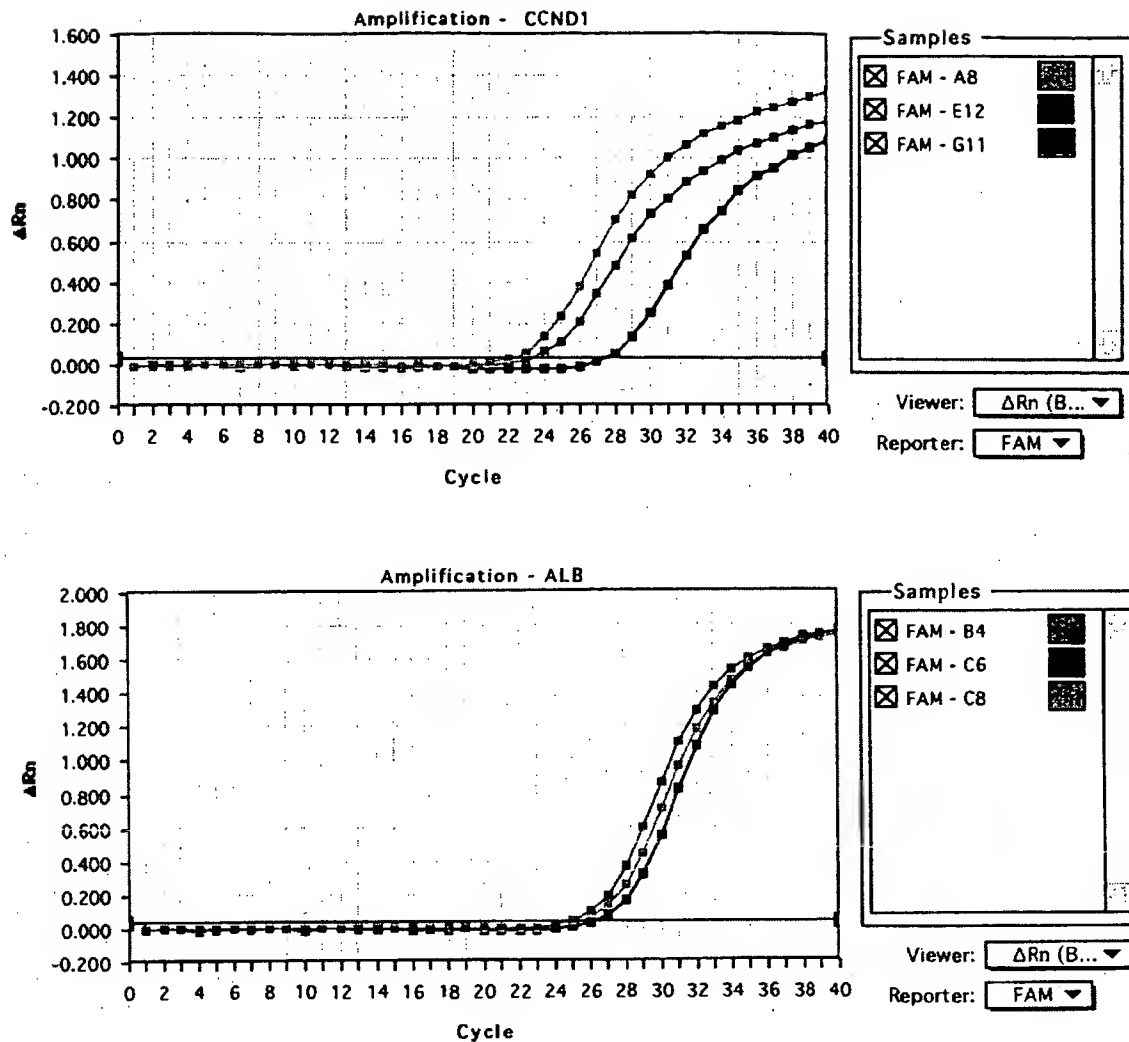 Amplification - CCND1
1.600
1.400
1.200
1.000
0.800
0.600
0.400
0.200
0.000
-0.200
ΔRn
0 2 4 6 8 10 12 14 16 18 20 22 24 26 28 30 32 34 36 38 40
Cycle
Samples
FAM - A8
FAM - E12
FAM - G11
Viewer: ΔRn (B...
Reporter: FAM
Amplification - ALB
2.000
1.800
1.600
1.400
1.200
1.000
0.800
0.600
0.400
0.200
0.000
-0.200
ΔRn
0 2 4 6 8 10 12 14 16 18 20 22 24 26 28 30 32 34 36 38 40
Cycle
Samples
FAM - B4
FAM - C6
FAM - C8
Viewer: ΔRn (B...
Reporter: FAM